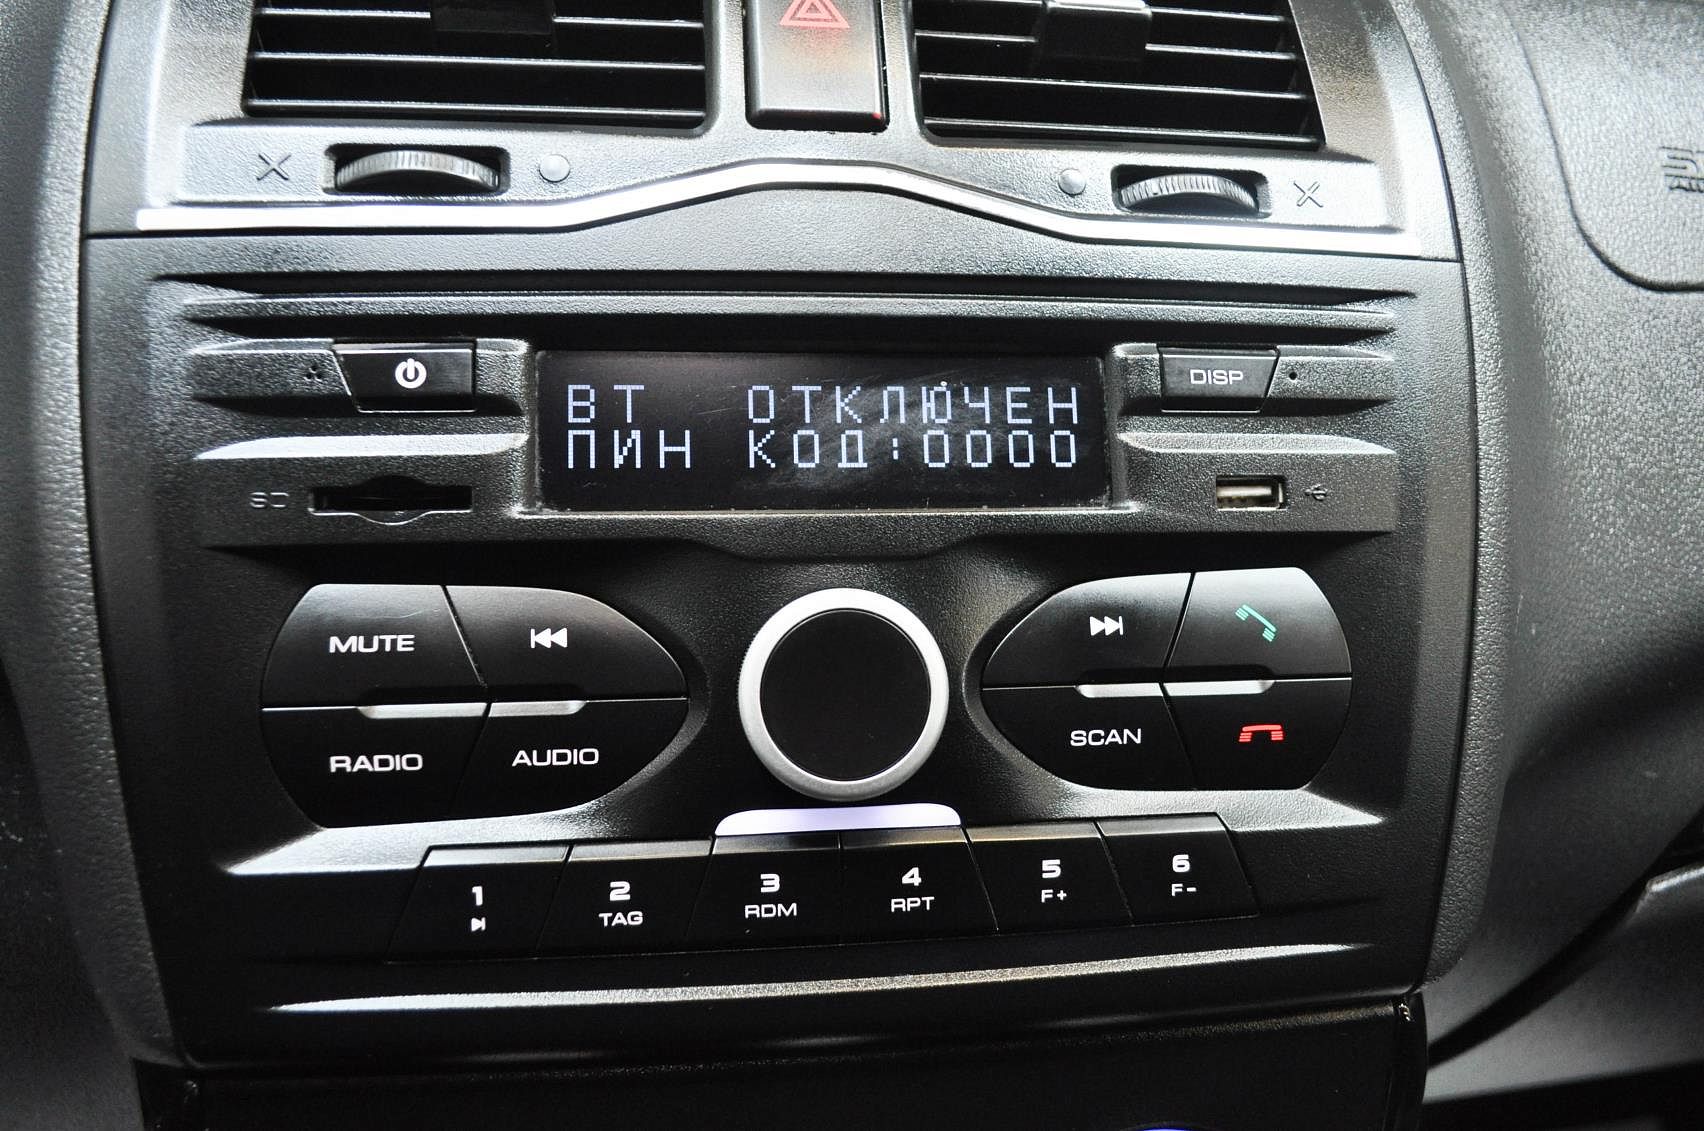 ВТ ОТКЛЮЧЕН
DISP
ПИН КОД:0000
SD
MUTE
RADIO
AUDIO
SCAN
1
2
TAG
3
RDM
4
RPT
5
F+
6
F-